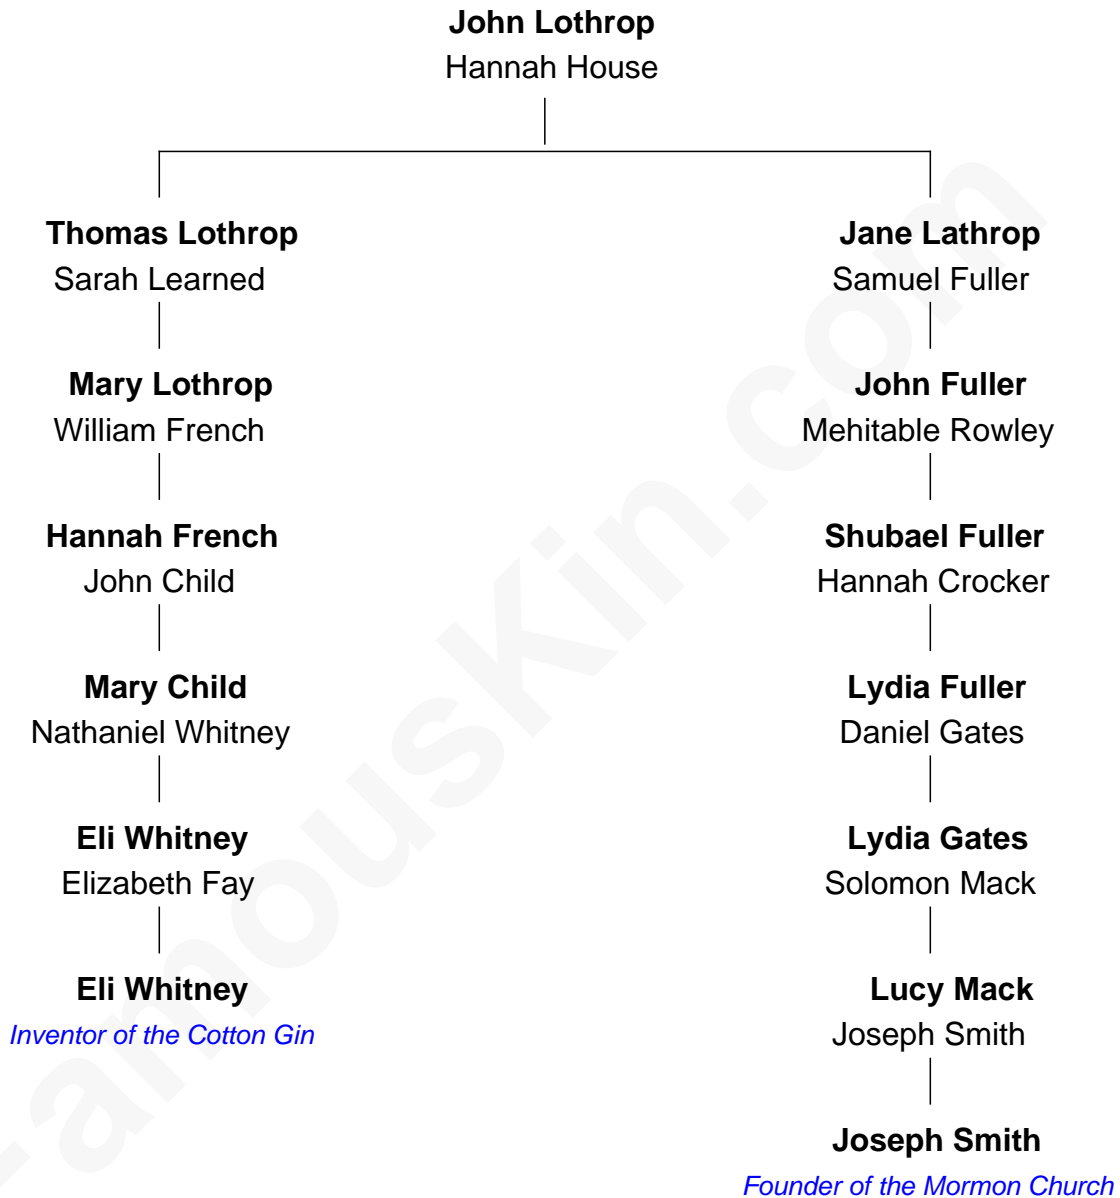 John Lothrop
Hannah House
Thomas Lothrop
Sarah Learned
Jane Lathrop
Samuel Fuller
Mary Lothrop
William French
John Fuller
Mehitable Rowley
Hannah French
John Child
Shubael Fuller
Hannah Crocker
Mary Child
Nathaniel Whitney
Lydia Fuller
Daniel Gates
Eli Whitney
Elizabeth Fay
Lydia Gates
Solomon Mack
Eli Whitney
Inventor of the Cotton Gin
Lucy Mack
Joseph Smith
Joseph Smith
Founder of the Mormon Church
FamousKin.com